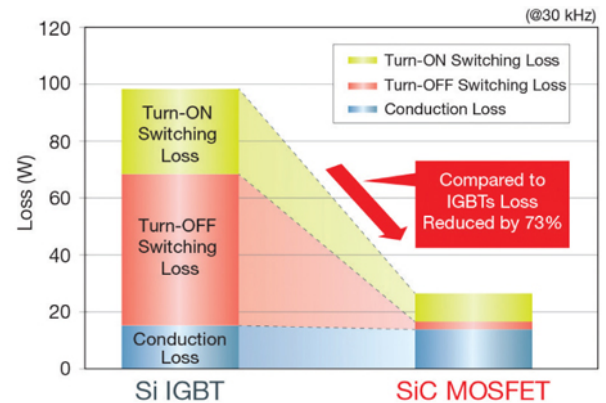 (@30 kHz)
120
100
80
60
40
20
0
Loss (W)
Turn-ON Switching Loss
Turn-OFF Switching Loss
Conduction Loss
Turn-ON
Switching
Loss
Turn-OFF
Switching
Loss
Conduction
Loss
Compared to
IGBTs Loss
Reduced by 73%
Si IGBT
SiC MOSFET